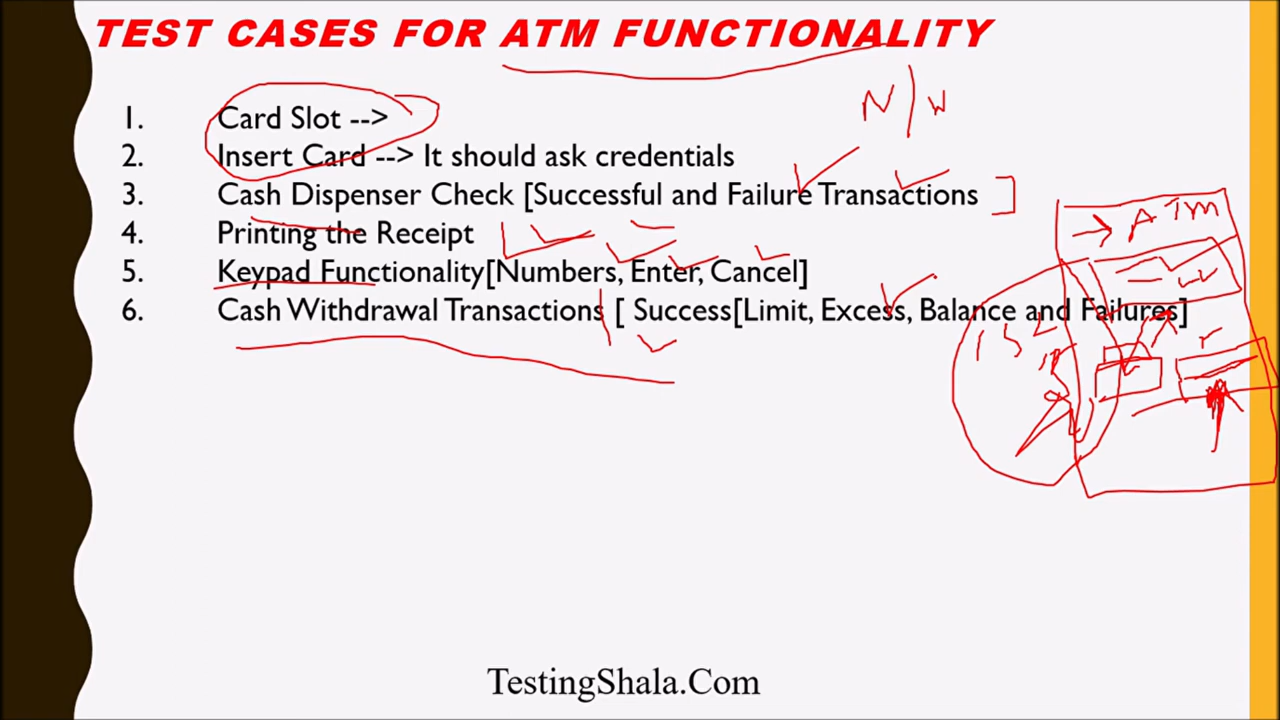 TEST CASES FOR ATM FUNCTIONALITY
N/W
1. Card Slot -->
2. Insert Card --> It should ask credentials
3. Cash Dispenser Check [Successful and Failure Transactions ]
ATM
4. Printing the Receipt
5. Keypad Functionality[Numbers, Enter, Cancel]
6. Cash Withdrawal Transactions [ Success[Limit, Excess, Balance and Failures]
TestingShala.Com